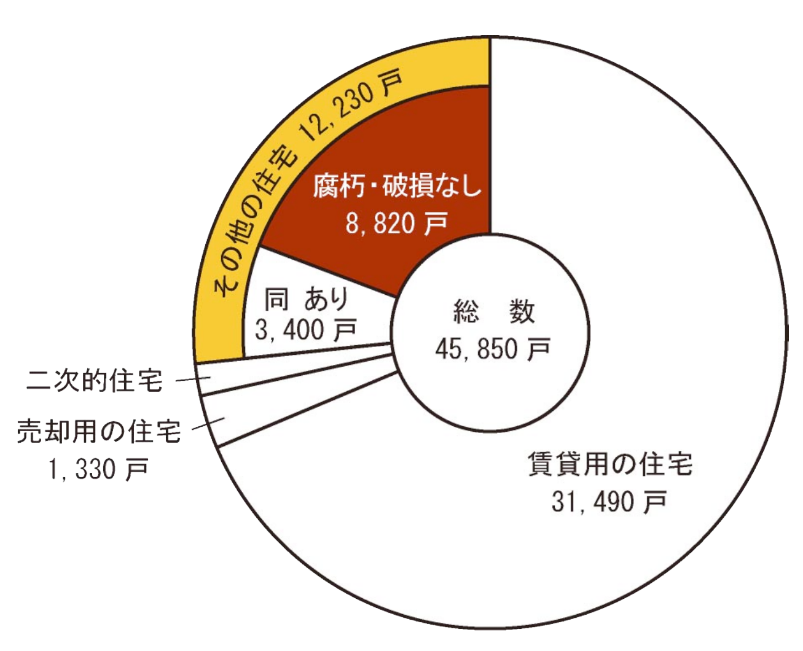 その他の住宅 12,230 戸
腐朽・破損なし
8,820 戸
同 あり
3,400 戸
総 数
45,850 戸
二次的住宅
売却用の住宅
1,330 戸
賃貸用の住宅
31,490 戸